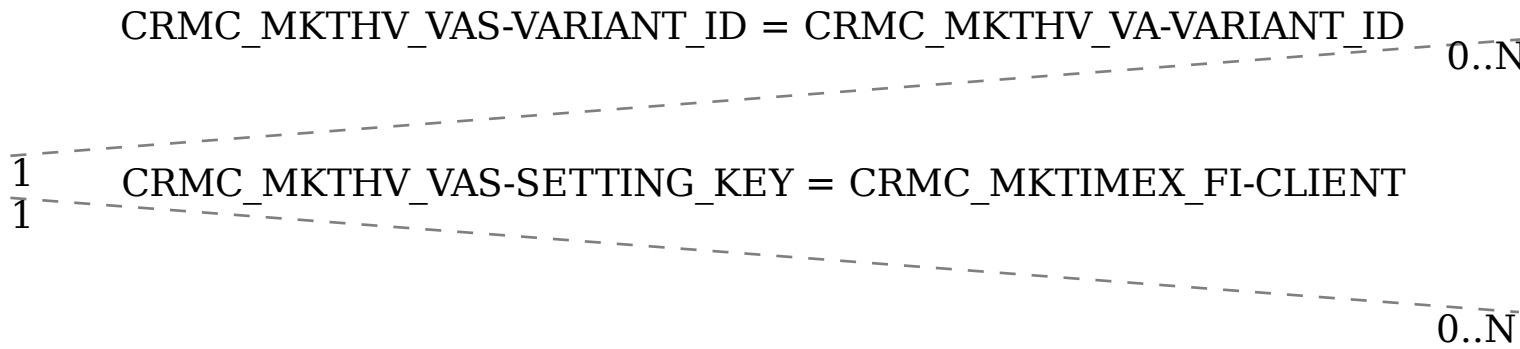 CRMC_MKTHV_VAS-VARIANT_ID = CRMC_MKTHV_VA-VARIANT_ID
0..N
1
CRMC_MKTHV_VAS-SETTING_KEY = CRMC_MKTIMEX_FI-CLIENT
1
0..N